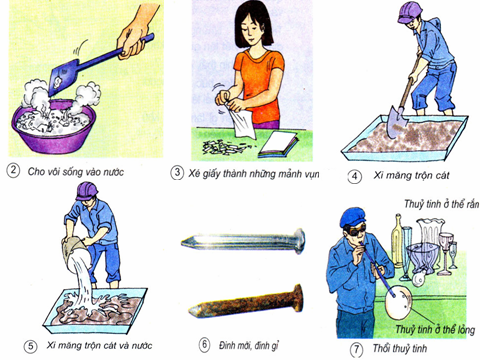 ② Cho vôi sống vào nước
③ Xé giấy thành những mảnh vụn
④ Xi măng trộn cát
⑤ Xi măng trộn cát và nước
⑥ Đinh mới, đinh gỉ
Thuỷ tinh ở thể rắn
Thuỷ tinh ở thể lỏng
⑦ Thổi thuỷ tinh